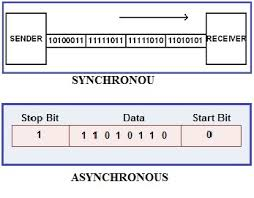 SENDER 10100011 11111011 11111010 11010101 RECEIVER
SYNCHRONOU
Stop Bit Data Start Bit
1 1 1 0 1 0 1 1 0 0
ASYNCHRONOUS